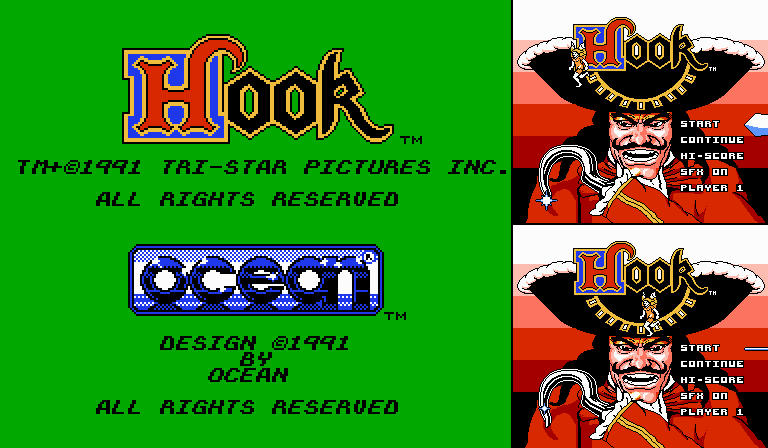 Hook
TM
TM+©1991 TRI-STAR PICTURES INC.
ALL RIGHTS RESERVED
ocean®
TM
DESIGN ©1991
BY
OCEAN
ALL RIGHTS RESERVED
Hook
TM
START
CONTINUE
HI-SCORE
SFX ON
PLAYER 1
Hook
TM
START
CONTINUE
HI-SCORE
SFX ON
PLAYER 1